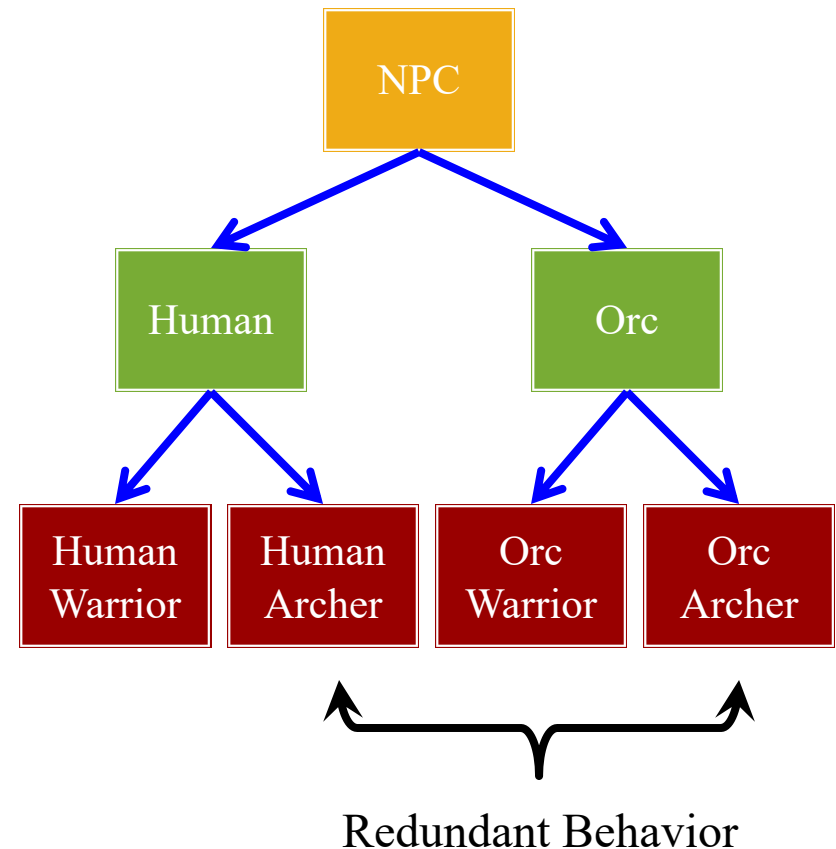 NPC
Human
Orc
Human
Warrior
Human
Archer
Orc
Warrior
Orc
Archer
Redundant Behavior